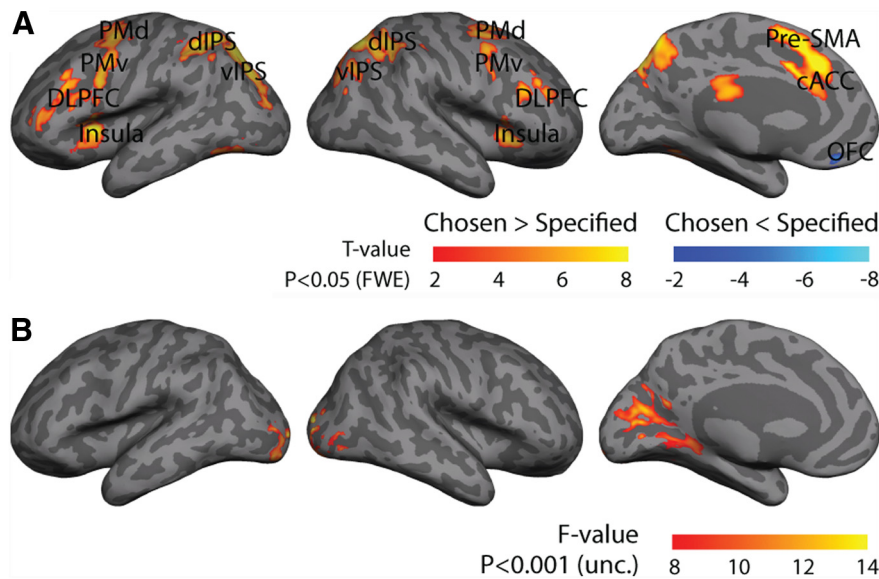 A
PMd
dIPS
PMv
vIPS
DLPFC
Insula
dIPS
PMd
vIPS
PMv
DLPFC
Insula
Pre-SMA
cACC
OFC
Chosen > Specified
Chosen < Specified
T-value
P<0.05 (FWE)
2 4 6 8
-2 -4 -6 -8
B
F-value
P<0.001 (unc.)
8 10 12 14